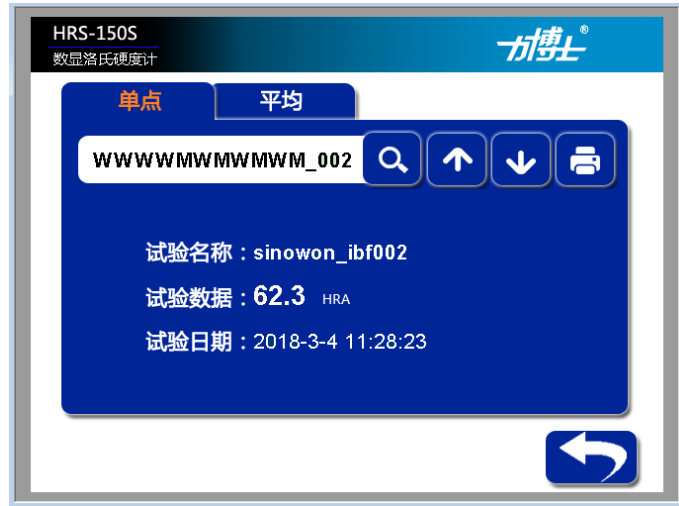 HRS-150S
数显洛氏硬度计
力博士®
单点 平均
WWWWMWMWMWM_002
试验名称：sinowon_ibf002
试验数据：62.3 HRA
试验日期：2018-3-4 11:28:23